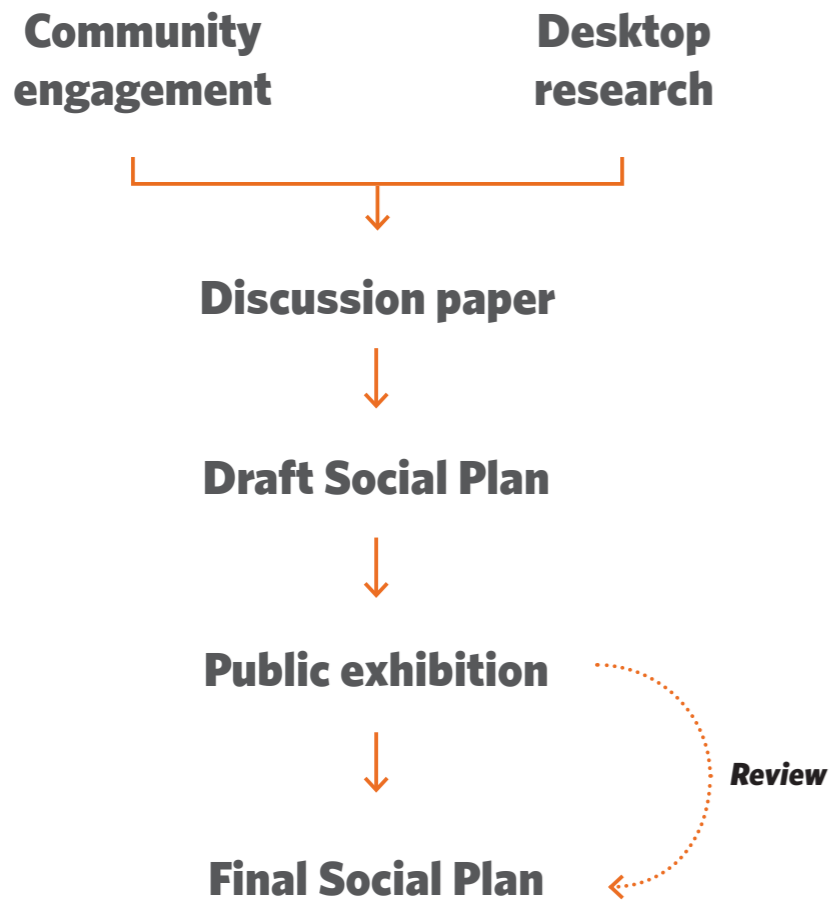 Community
engagement
Desktop
research
Discussion paper
Draft Social Plan
Public exhibition
Review
Final Social Plan